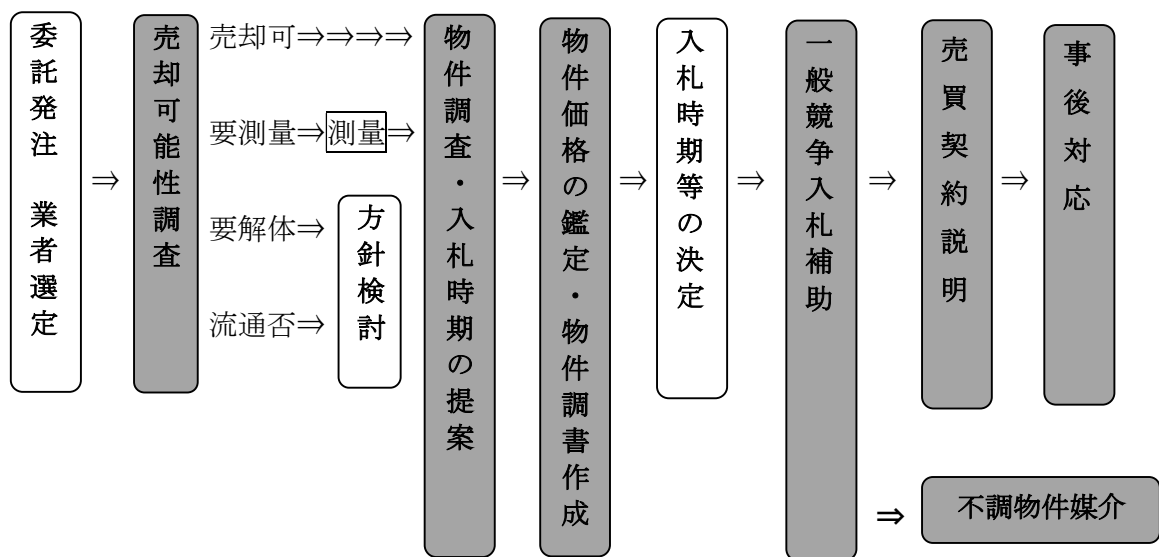 委託発注 業者選定
⇒
売却可能性調査
売却可⇒⇒⇒⇒
要測量⇒測量⇒
要解体⇒
流通否⇒
方針検討
物件調査・入札時期の提案
⇒
物件価格の鑑定・物件調書作成
⇒
入札時期等の決定
⇒
一般競争入札補助
⇒
売買契約説明
⇒
事後対応
⇒
不調物件媒介